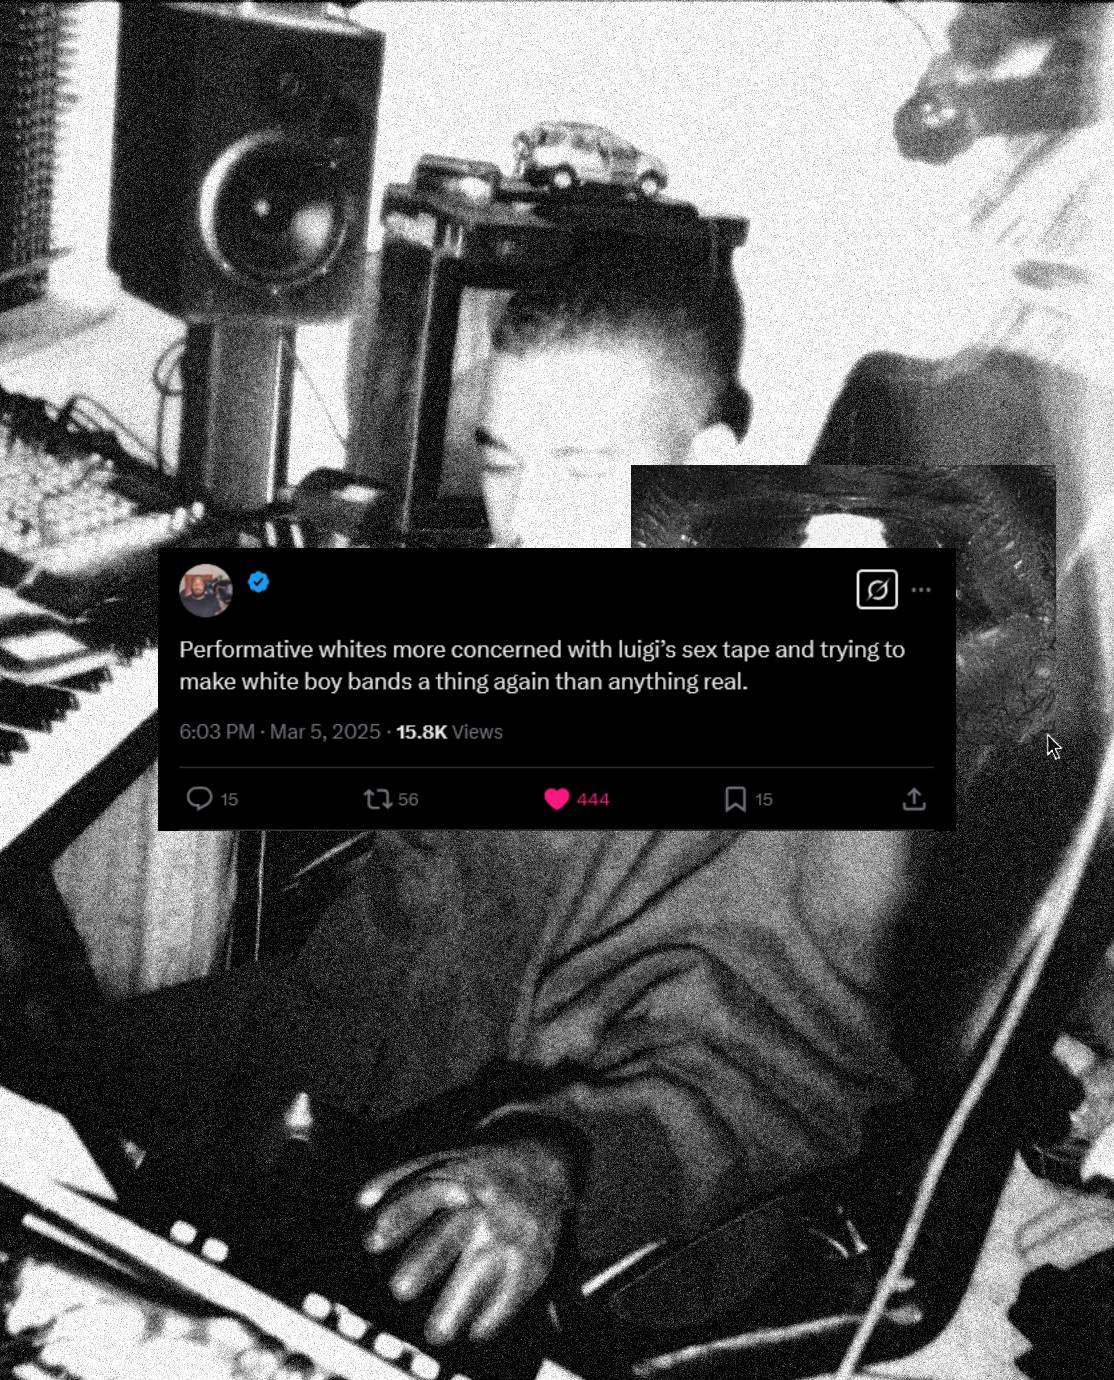 Performative whites more concerned with luigi’s sex tape and trying to
make white boy bands a thing again than anything real.
6:03 PM · Mar 5, 2025 · 15.8K Views
15 56 444 15